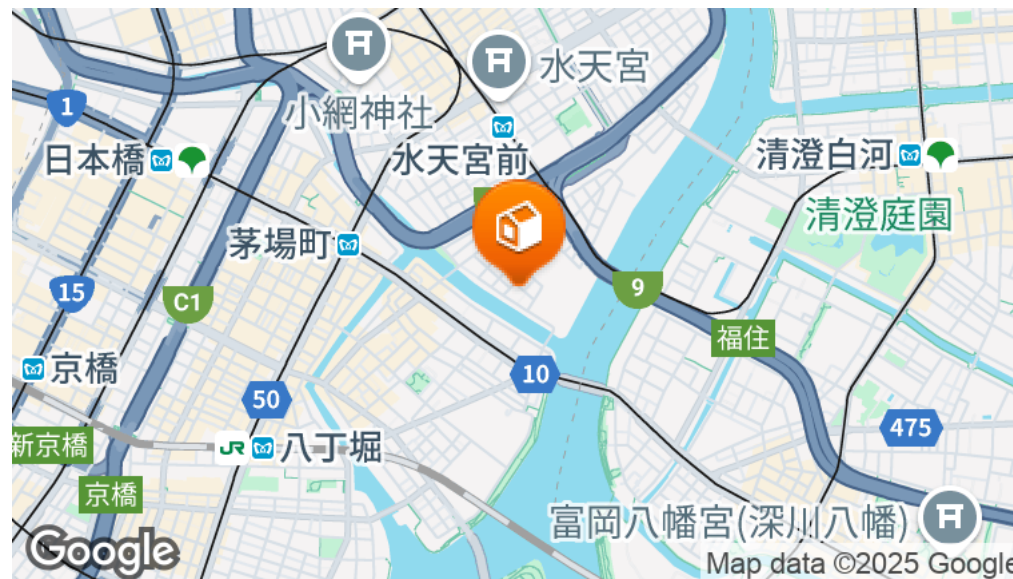 1
小網神社
水天宮
日本橋
水天宮前
清澄白河
清澄庭園
茅場町
15
C1
9
福住
京橋
10
50
475
新京橋
JR
八丁堀
京橋
富岡八幡宮(深川八幡)
Google
Map data ©2025 Google